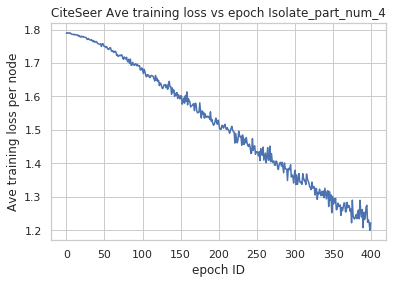 CiteSeer Ave training loss vs epoch Isolate_part_num_4
Ave training loss per node
1.8
1.7
1.6
1.5
1.4
1.3
1.2
0 50 100 150 200 250 300 350 400
epoch ID